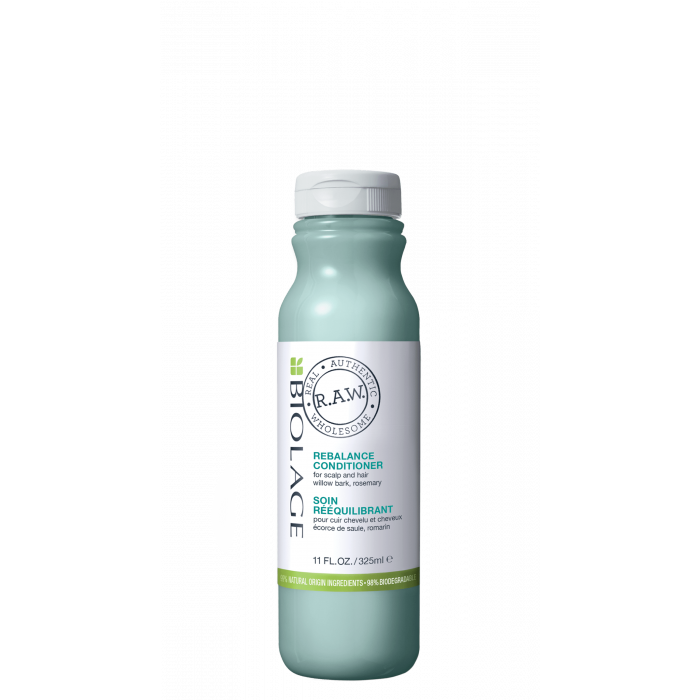 BIOLAGE
REAL • AUTHENTIC • WHOLESOME •
R.A.W.
REBALANCE
CONDITIONER
for scalp and hair
willow bark, rosemary
SOIN
RÉÉQUILIBRANT
pour cuir chevelu et cheveux
écorce de saule, romarin
11 FL.OZ./325ml ℮
NATURAL ORIGIN INGREDIENTS • 98% BIODEGRADABLE